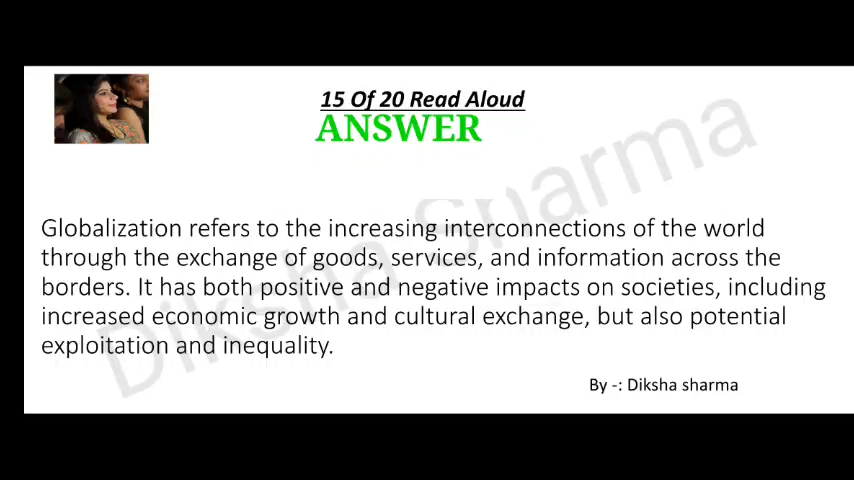 15 Of 20 Read Aloud
ANSWER
Globalization refers to the increasing interconnections of the world
through the exchange of goods, services, and information across the
borders. It has both positive and negative impacts on societies, including
increased economic growth and cultural exchange, but also potential
exploitation and inequality.
Diksha Sharma
By -: Diksha sharma